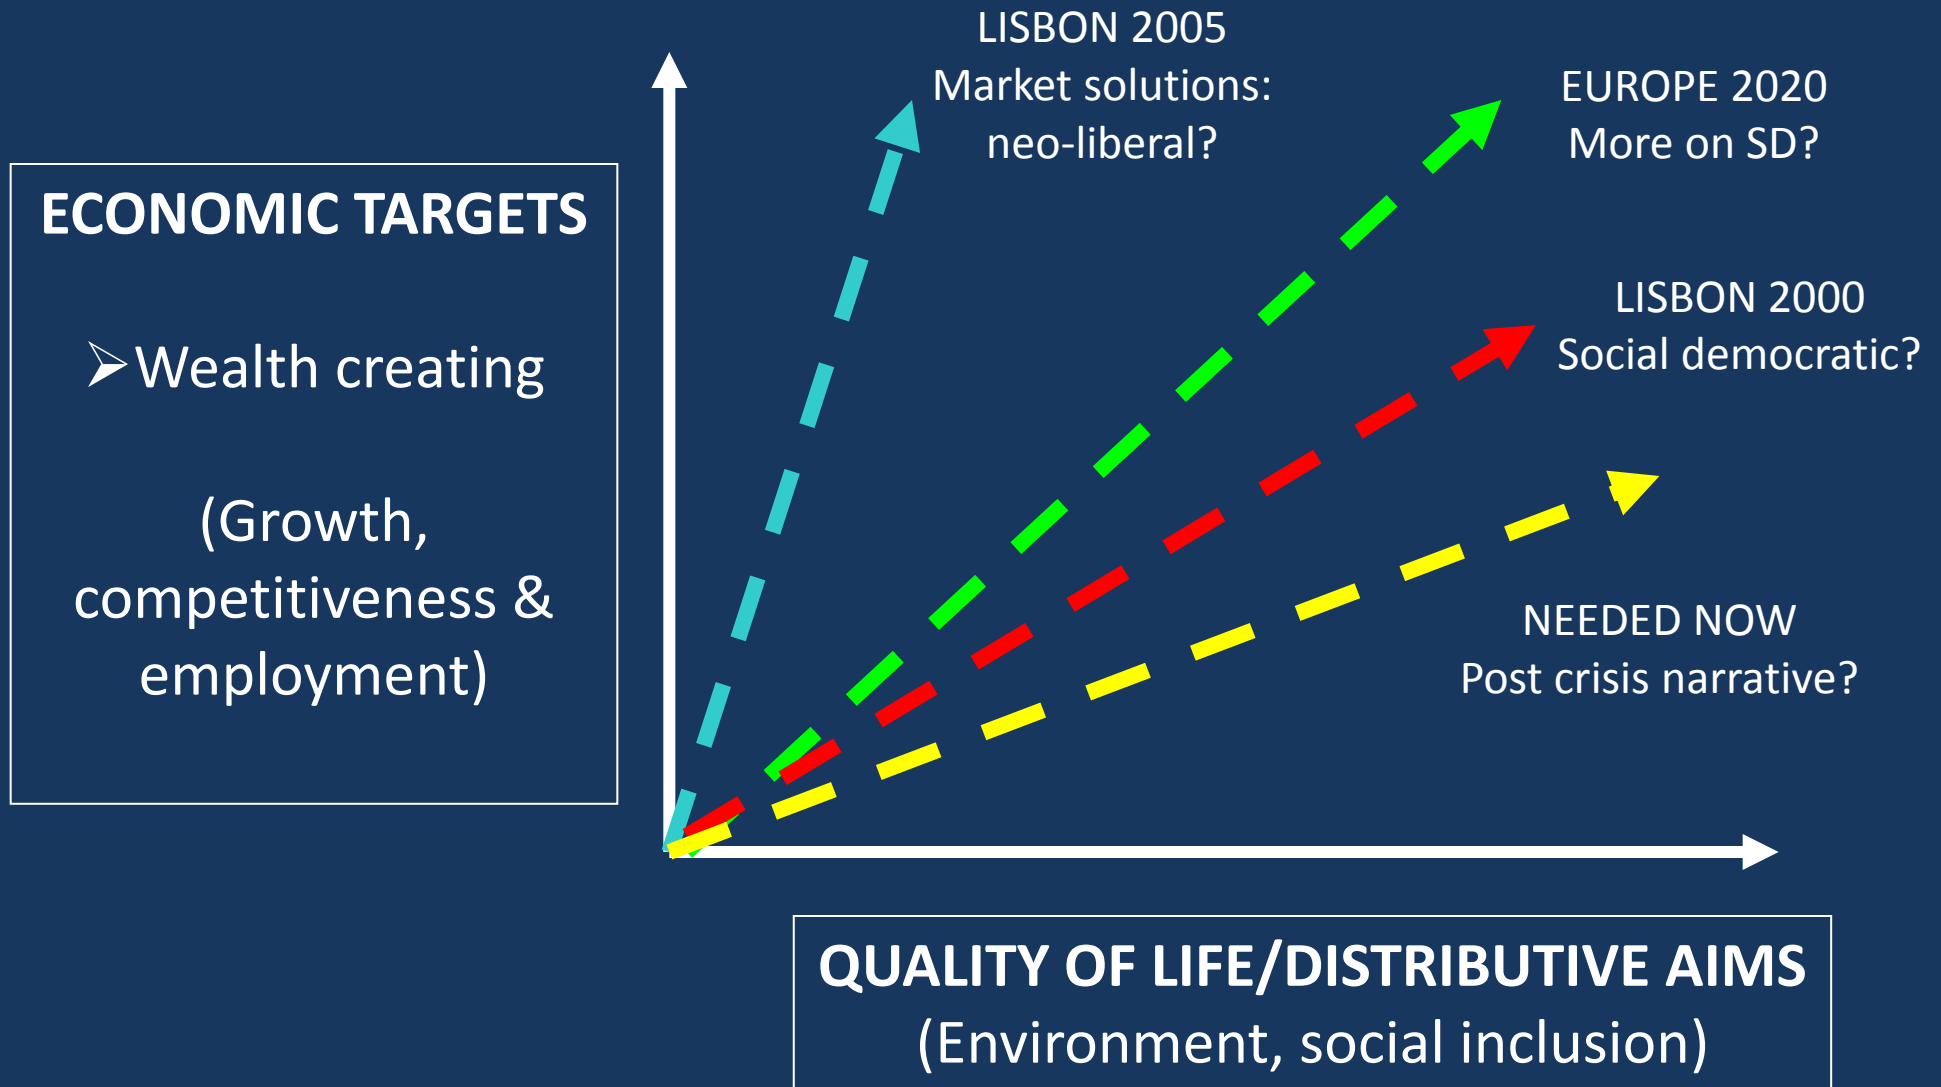 LISBON 2005
Market solutions:
neo-liberal?
EUROPE 2020
More on SD?
ECONOMIC TARGETS
➢Wealth creating
(Growth,
competitiveness &
employment)
LISBON 2000
Social democratic?
NEEDED NOW
Post crisis narrative?
QUALITY OF LIFE/DISTRIBUTIVE AIMS
(Environment, social inclusion)